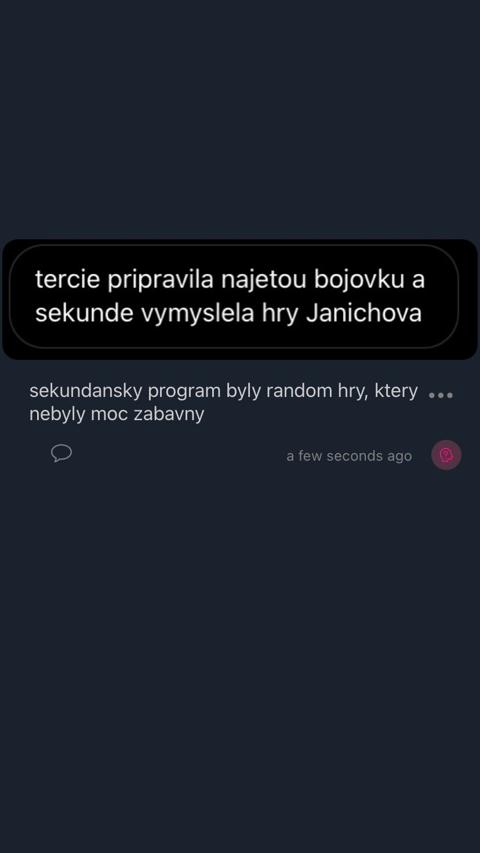 tercie pripravila najetou bojovku a
sekunde vymyslela hry Janichova
sekundansky program byly random hry, ktery
nebyly moc zabavny
a few seconds ago